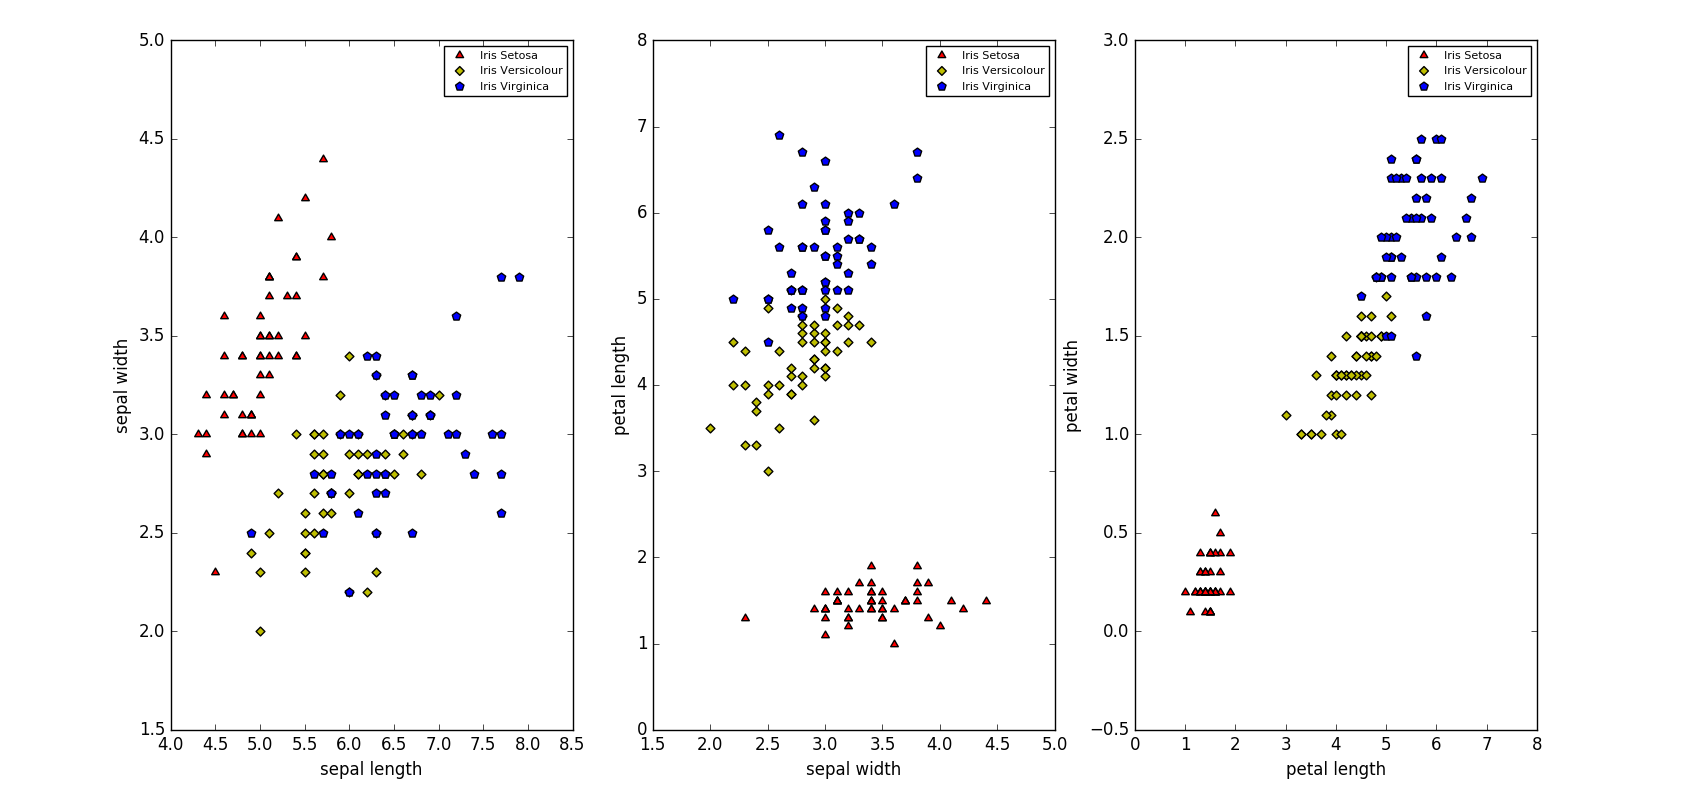 5.0
4.5
4.0
3.5
3.0
2.5
2.0
1.5
sepal width
4.0 4.5 5.0 5.5 6.0 6.5 7.0 7.5 8.0 8.5
sepal length
Iris Setosa
Iris Versicolour
Iris Virginica
8
7
6
5
4
3
2
1
0
petal length
1.5 2.0 2.5 3.0 3.5 4.0 4.5 5.0
sepal width
Iris Setosa
Iris Versicolour
Iris Virginica
3.0
2.5
2.0
1.5
1.0
0.5
0.0
−0.5
petal width
0 1 2 3 4 5 6 7 8
petal length
Iris Setosa
Iris Versicolour
Iris Virginica